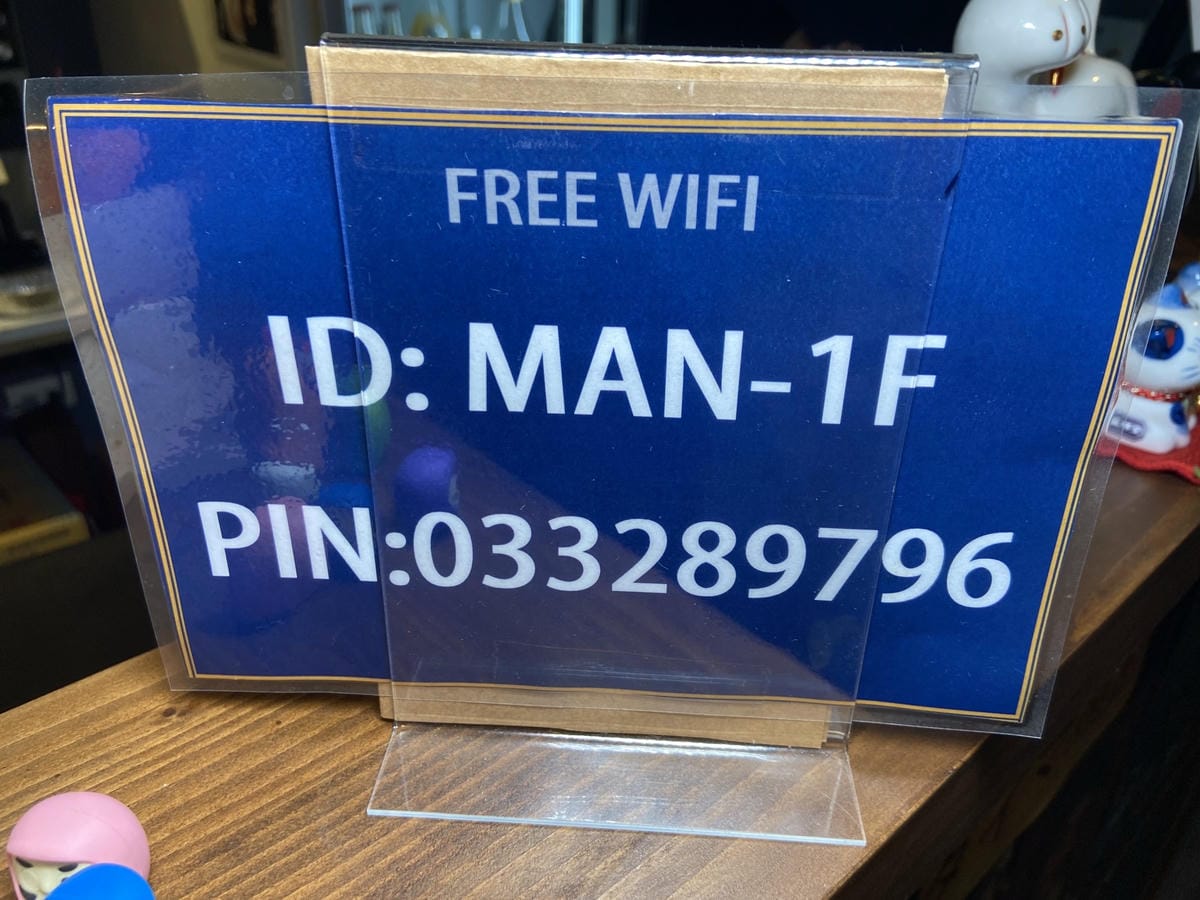 FREE WIFI
ID: MAN-1F
PIN:033289796